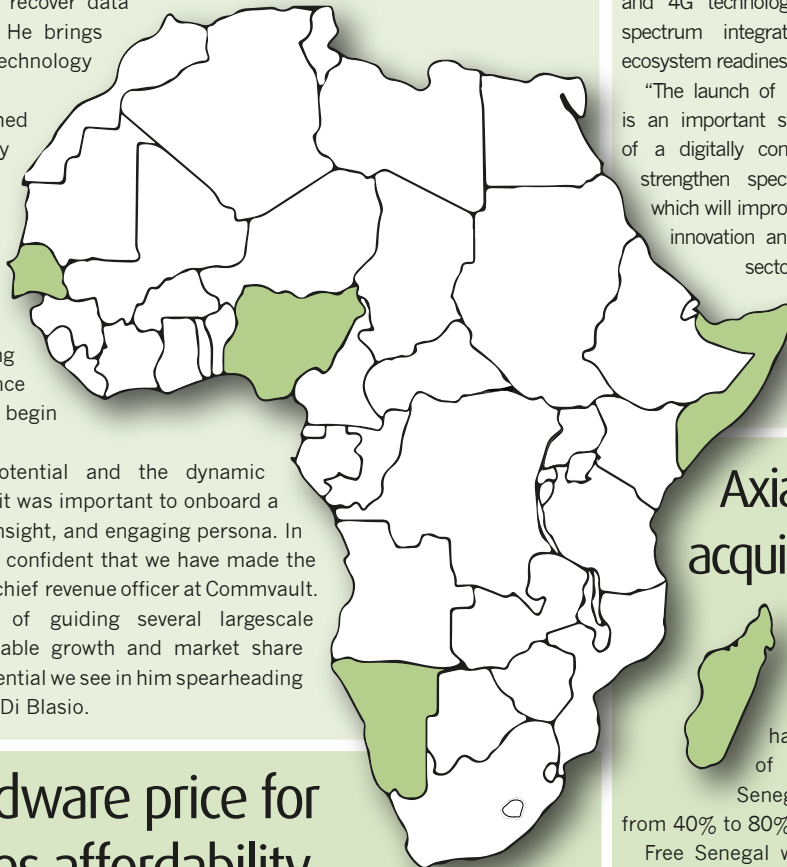 recover data
He brings
echnology
ned
y
ng
nce
begin
otential and the dynamic
it was important to onboard a
nsight, and engaging persona. In
confident that we have made the
chief revenue officer at Commvault.
of guiding several largescale
able growth and market share
ential we see in him spearheading
Di Blasio.
dware price for
es affordability
and 4G technolog
spectrum integrat
ecosystem readines
“The launch of
is an important s
of a digitally con
strengthen spec
which will impro
innovation an
secto
Axia
acqui
ha
of
Seneg
from 40% to 80%
Free Senegal w